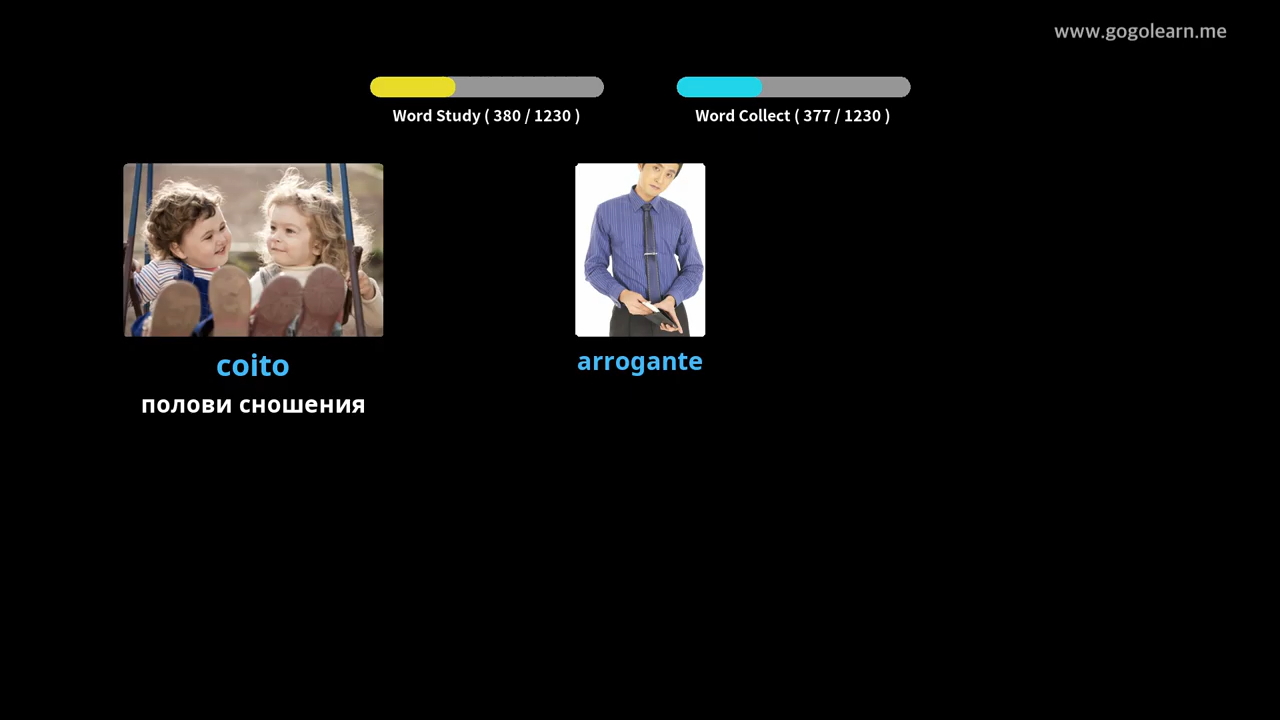 www.gogolearn.me
Word Study ( 380 / 1230 )
Word Collect ( 377 / 1230 )
coito
полови сношения
arrogante